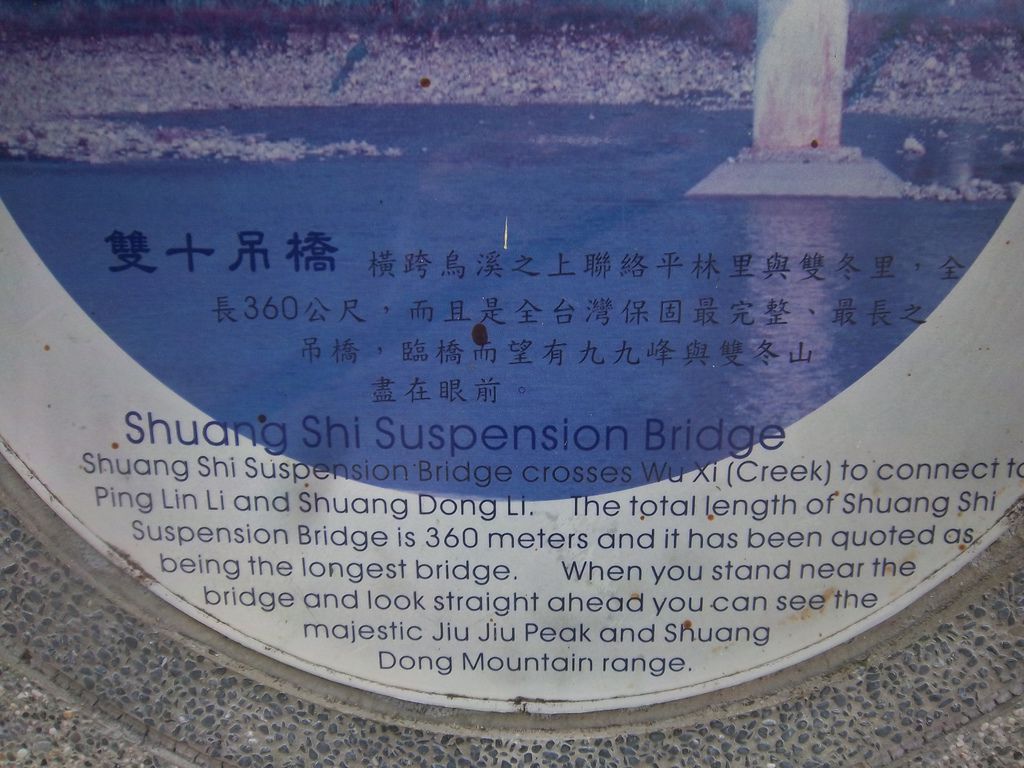 雙十吊橋 橫跨烏溪之上聯絡平林里與雙冬里，全
長360公尺，而且是全台灣保固最完整、最長之
吊橋，臨橋而望有九九峰與雙冬山
盡在眼前。
Shuang Shi Suspension Bridge
Shuang Shi Suspension Bridge crosses Wu Xi (Creek) to connect to
Ping Lin Li and Shuang Dong Li. The total length of Shuang Shi
Suspension Bridge is 360 meters and it has been quoted as
being the longest bridge. When you stand near the
bridge and look straight ahead you can see the
majestic Jiu Jiu Peak and Shuang
Dong Mountain range.